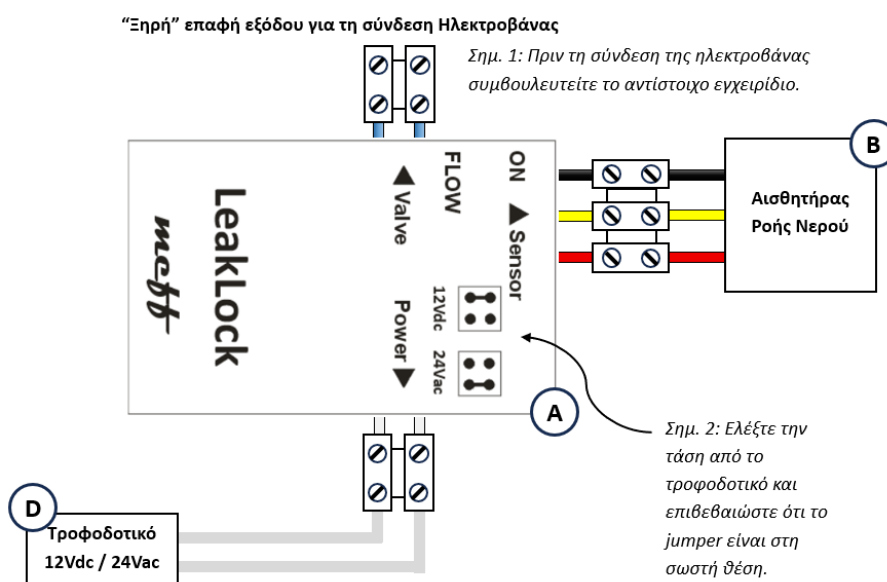 “Ξηρή” επαφή εξόδου για τη σύνδεση Ηλεκτροβάνας
Σημ. 1: Πριν τη σύνδεση της ηλεκτροβάνας
συμβουλευτείτε το αντίστοιχο εγχειρίδιο.
LeakLock
meff
Valve
Power
FLOW
12Vdc
24Vac
ON
Sensor
A
B
Αισθητήρας
Ροής Νερού
Σημ. 2: Ελέξτε την
τάση από το
τροφοδοτικό και
επιβεβαιώστε ότι το
jumper είναι στη
σωστή θέση.
D
Τροφοδοτικό
12Vdc / 24Vac